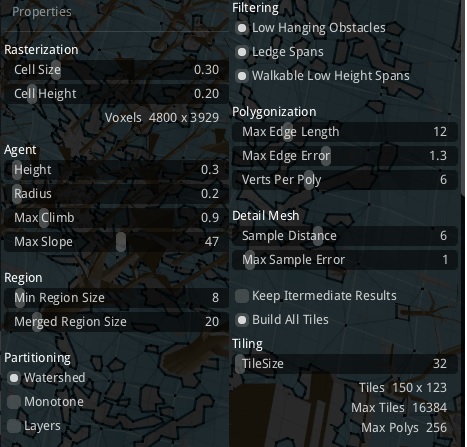 Properties
Rasterization
Cell Size 0.30
Cell Height 0.20
Voxels 4800 x 3929
Agent
Height 0.3
Radius 0.2
Max Climb 0.9
Max Slope 47
Region
Min Region Size 8
Merged Region Size 20
Partitioning
Watershed
Monotone
Layers
Filtering
Low Hanging Obstacles
Ledge Spans
Walkable Low Height Spans
Polygonization
Max Edge Length 12
Max Edge Error 1.3
Verts Per Poly 6
Detail Mesh
Sample Distance 6
Max Sample Error 1
Keep Itermediate Results
Build All Tiles
Tiling
TileSize 32
Tiles 150 x 123
Max Tiles 16384
Max Polys 256